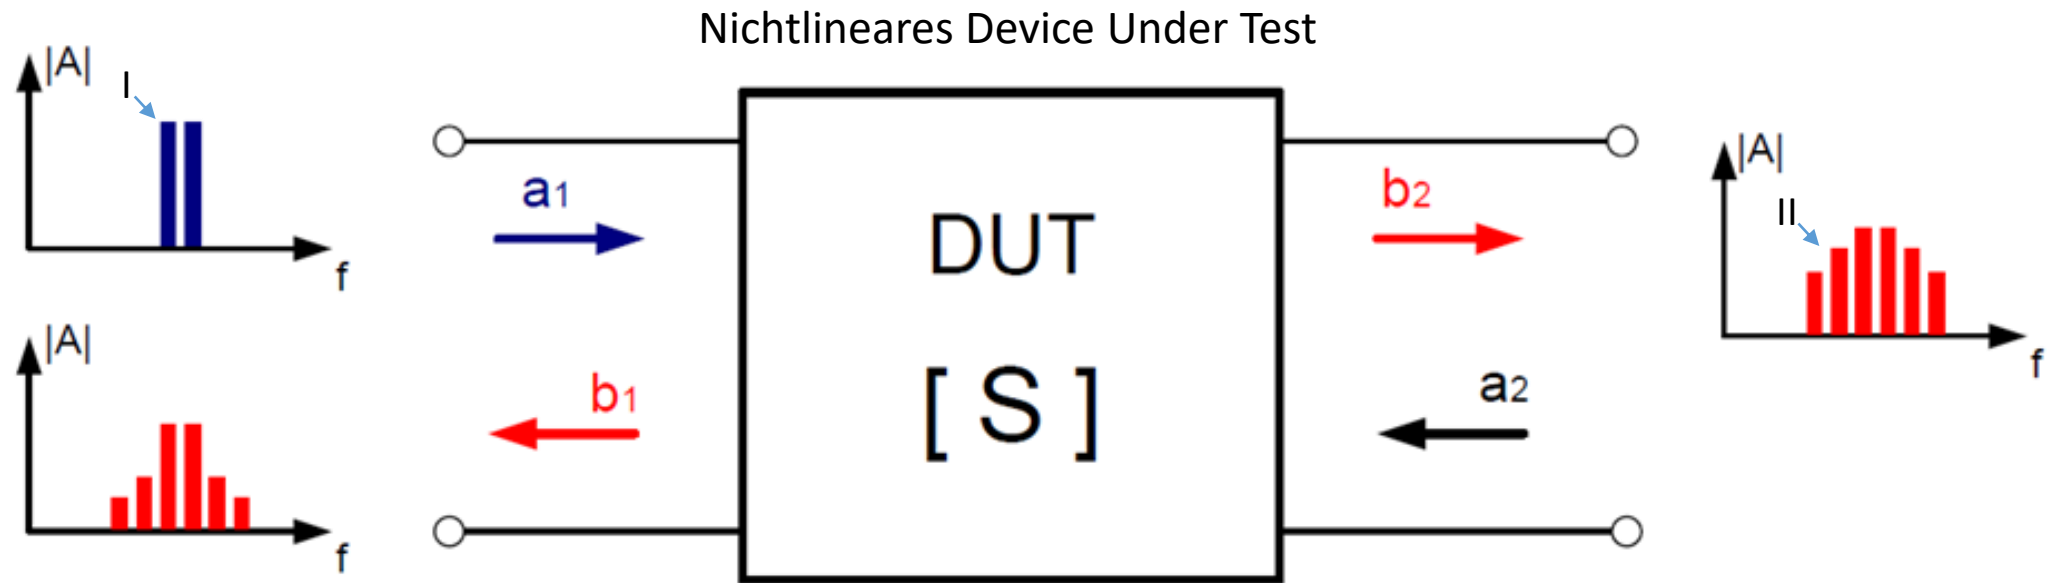 Nichtlineares Device Under Test
|A|
I
f
a1
b2
|A|
II
f
DUT
[ S ]
|A|
f
b1
a2